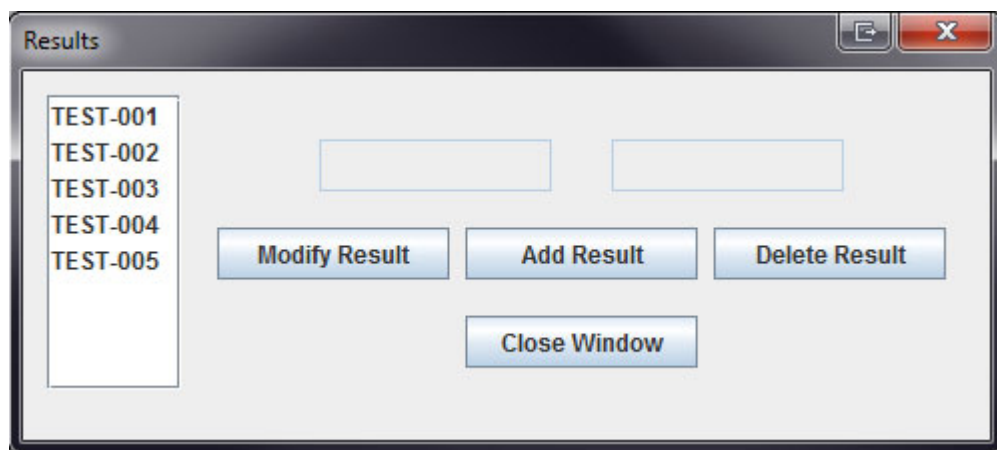 Results
TEST-001
TEST-002
TEST-003
TEST-004
TEST-005
Modify Result
Add Result
Delete Result
Close Window